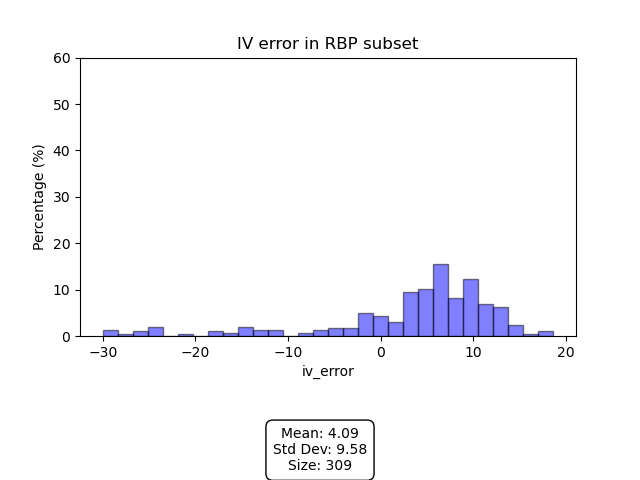 IV error in RBP subset
60
50
40
30
20
10
0
Percentage (%)
−30
−20
−10
0
10
20
iv_error
Mean: 4.09
Std Dev: 9.58
Size: 309